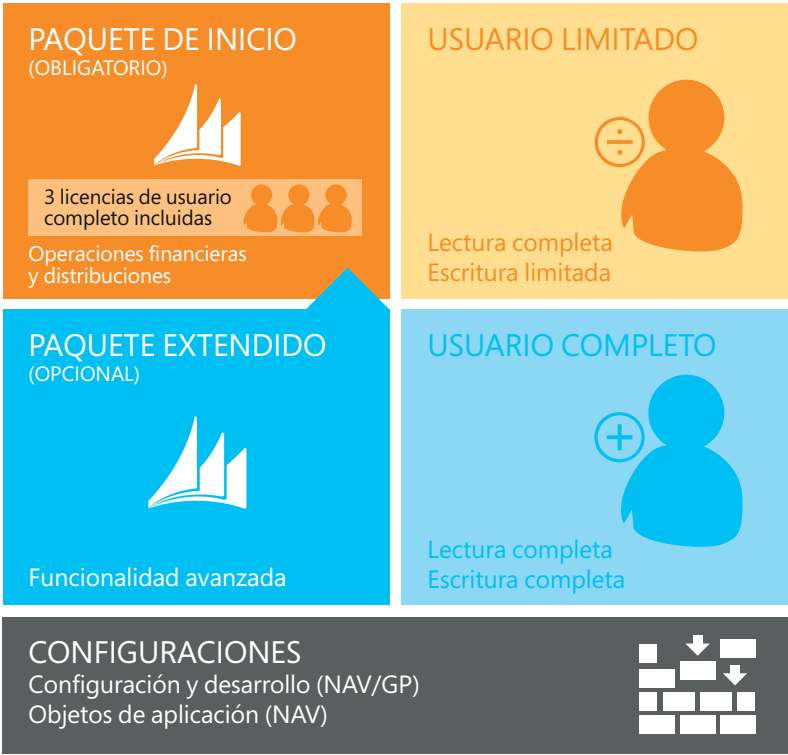 PAQUETE DE INICIO
(OBLIGATORIO)
3 licencias de usuario
completo incluidas
Operaciones financieras
y distribuciones
USUARIO LIMITADO
Lectura completa
Escritura limitada
PAQUETE EXTENDIDO
(OPCIONAL)
Funcionalidad avanzada
USUARIO COMPLETO
Lectura completa
Escritura completa
CONFIGURACIONES
Configuración y desarrollo (NAV/GP)
Objetos de aplicación (NAV)